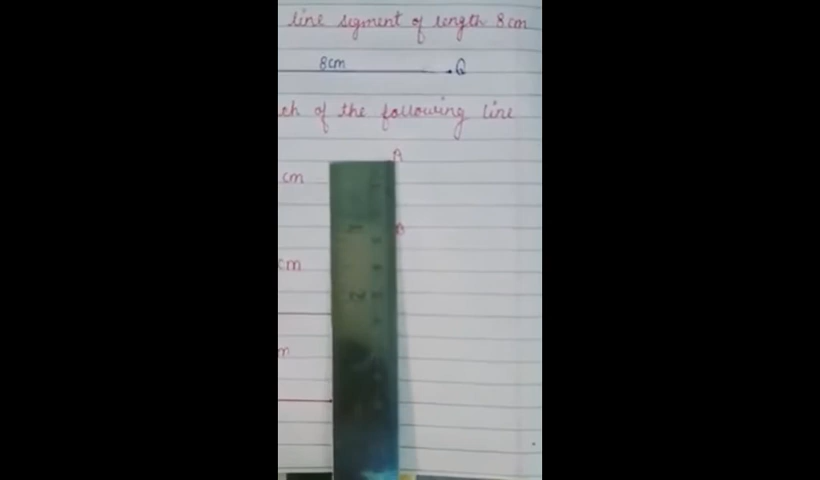 line segment of length 8cm
8cm
Q
ch of the following line
A
cm
B
cm
m